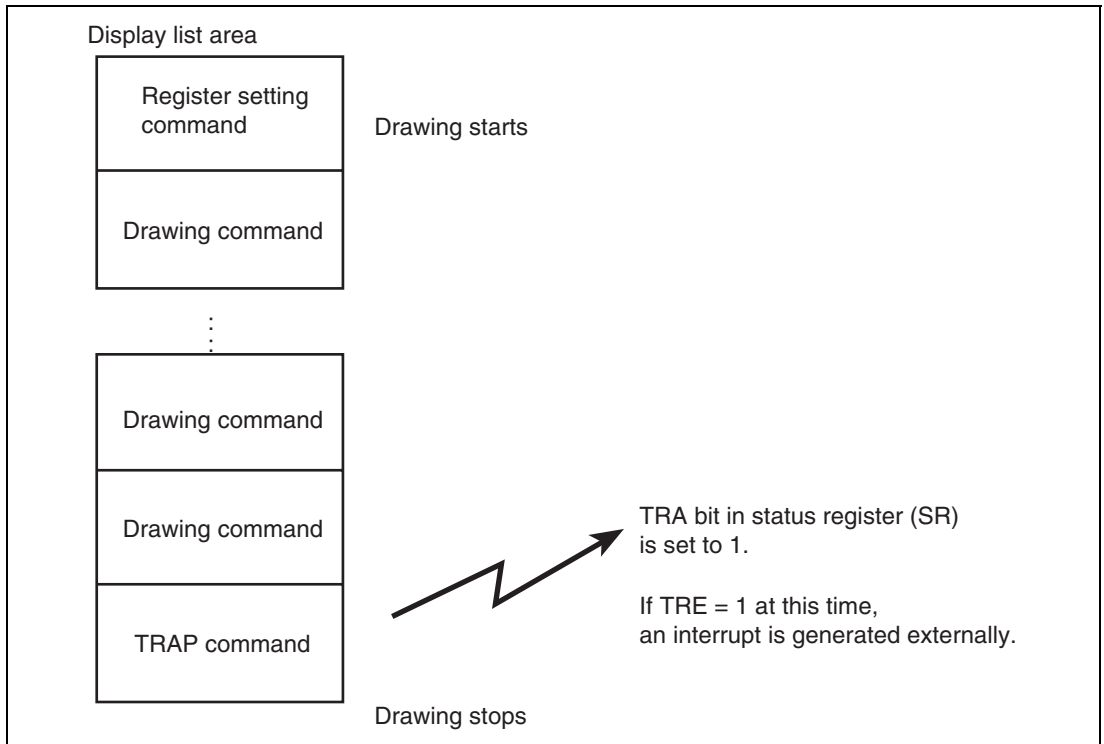 Display list area
Register setting
command
Drawing starts
Drawing command
Drawing command
Drawing command
TRA bit in status register (SR)
is set to 1.
If TRE = 1 at this time,
an interrupt is generated externally.
TRAP command
Drawing stops